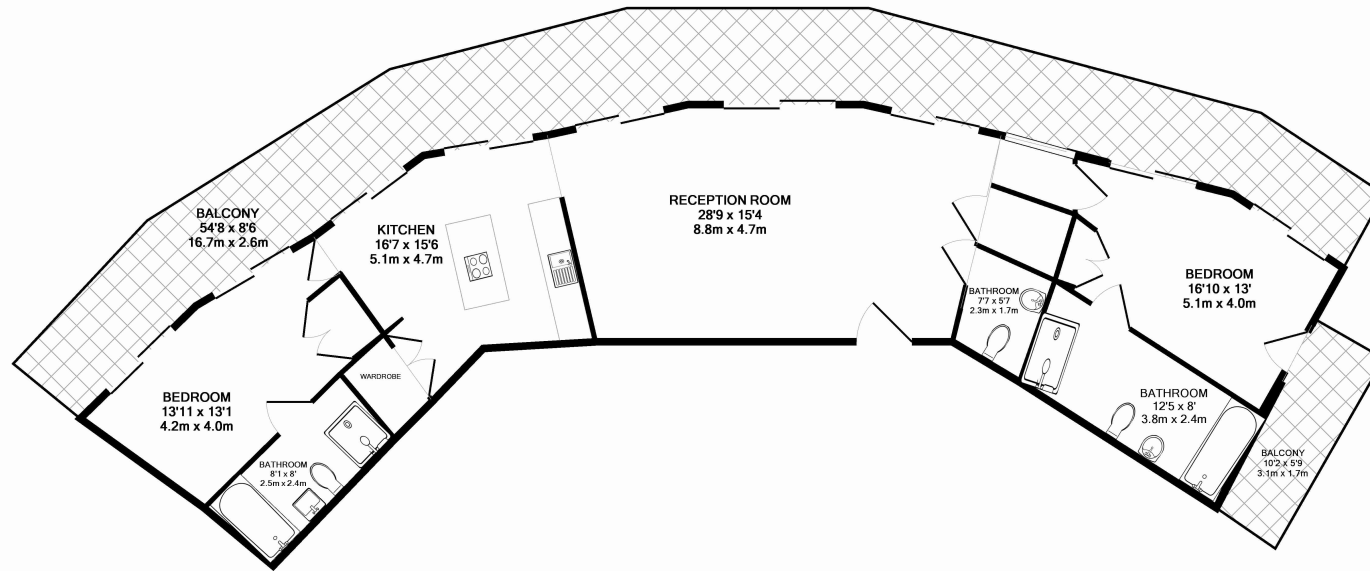 BALCONY
54'8 x 8'6
16.7m x 2.6m
KITCHEN
16'7 x 15'6
5.1m x 4.7m
RECEPTION ROOM
28'9 x 15'4
8.8m x 4.7m
BEDROOM
16'10 x 13'
5.1m x 4.0m
BATHROOM
7'7 x 5'7
2.3m x 1.7m
WARDROBE
BEDROOM
13'11 x 13'1
4.2m x 4.0m
BATHROOM
12'5 x 8'
3.8m x 2.4m
BATHROOM
8'1 x 8'
2.5m x 2.4m
BALCONY
10'2 x 5'9
3.1m x 1.7m